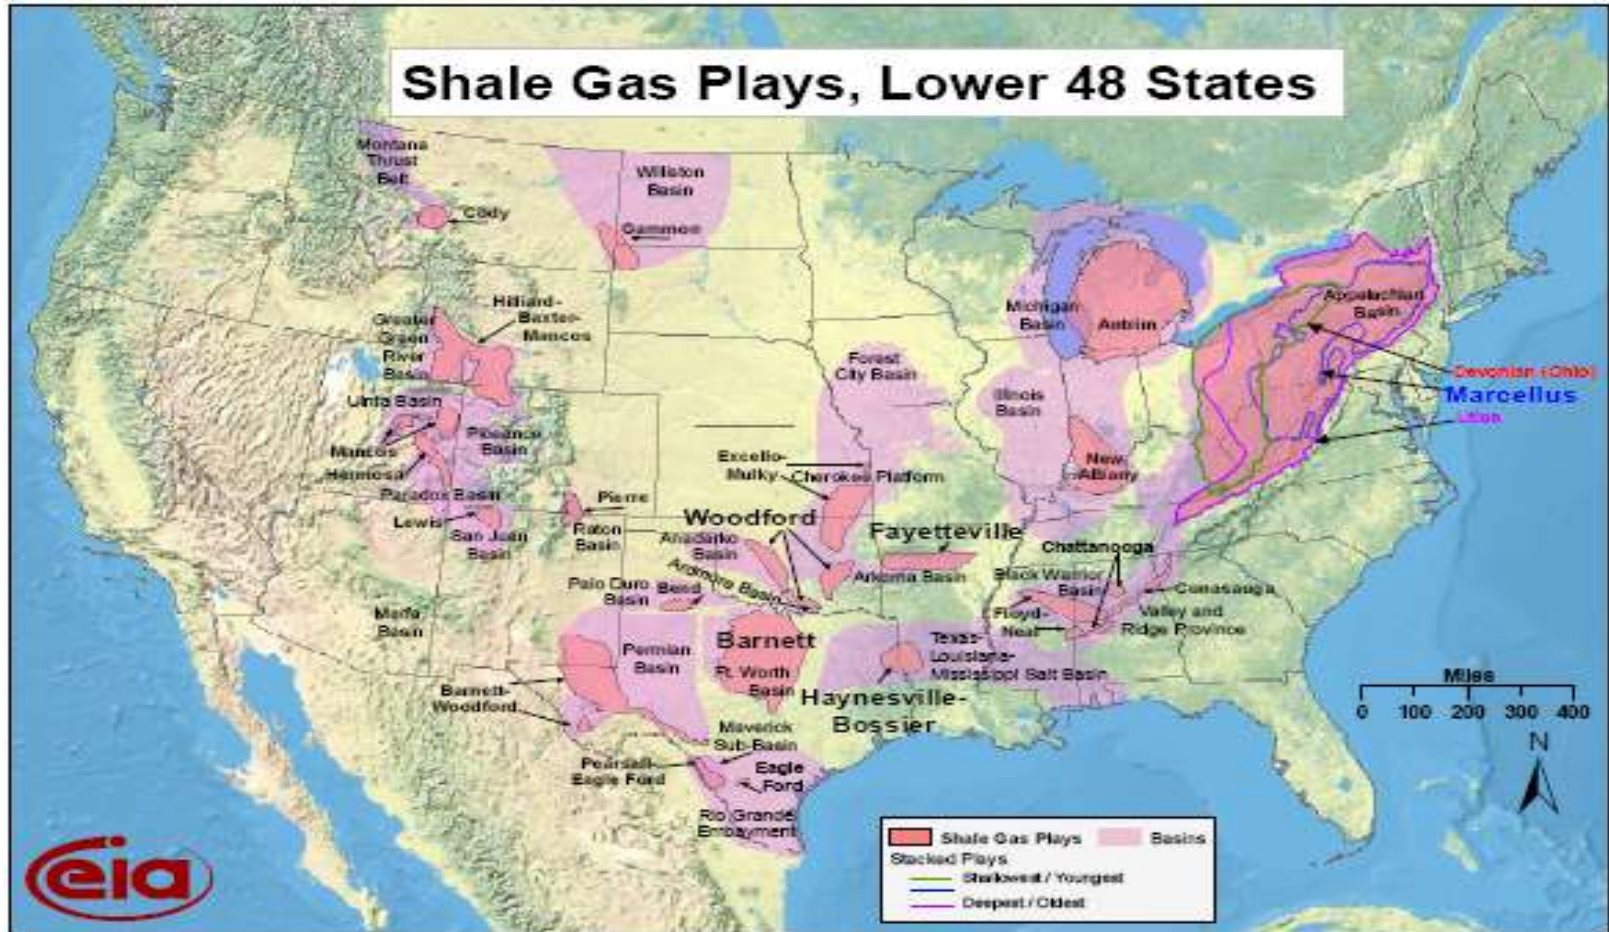 Shale Gas Plays, Lower 48 States
Montana
Thrust
Belt
Cody
Williston
Basin
Gammon
Hilliard-
Baxter-
Mancos
Greater
Green
River
Basin
Uinta Basin
Piceance
Basin
Mancos
Hermosa
Paradox Basin
Lewis
San Juan
Basin
Pierre
Raton
Basin
Forest
City Basin
Excello-
Mulky
Cherokee Platform
Woodford
Anadarko
Basin
Ardmore Basin
Palo Duro
Basin
Bend
Fayetteville
Arkoma Basin
Michigan
Basin
Antrim
Illinois
Basin
New
Albany
Appalachian
Basin
Devonian (Ohio)
Marcellus
Utica
Chattanooga
Black Warrior
Basin
Conasauga
Floyd-
Neal
Valley and
Ridge Province
Marfa
Basin
Permian
Basin
Barnett
Ft. Worth
Basin
Texas-
Louisiana-
Mississippi Salt Basin
Haynesville-
Bossier
Barnett-
Woodford
Maverick
Sub-Basin
Pearsall-
Eagle Ford
Eagle
Ford
Rio Grande
Embayment
Miles
0 100 200 300 400
N
Shale Gas Plays Basins
Stacked Plays
Shallowest / Youngest
Deepest / Oldest
eia